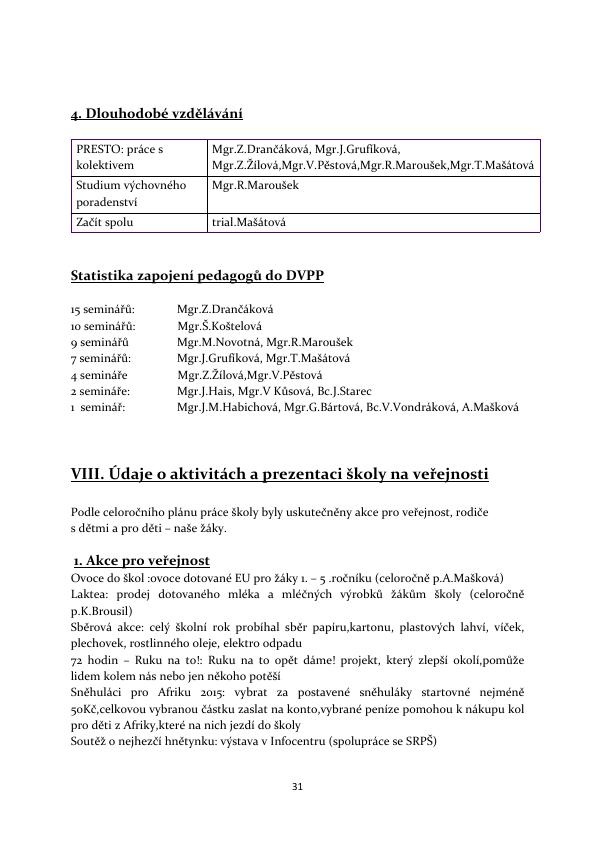 4. Dlouhodobé vzdělávání
PRESTO: práce s kolektivem
Mgr.Z.Drančáková, Mgr.J.Grufíková,
Mgr.Z.Žílová,Mgr.V.Pěstová,Mgr.R.Maroušek,Mgr.T.Mašátová
Studium výchovného poradenství
Mgr.R.Maroušek
Začít spolu
trial.Mašátová
Statistika zapojení pedagogů do DVPP
15 seminářů: Mgr.Z.Drančáková
10 seminářů: Mgr.Š.Koštelová
9 seminářů Mgr.M.Novotná, Mgr.R.Maroušek
7 seminářů: Mgr.J.Grufíková, Mgr.T.Mašátová
4 semináře Mgr.Z.Žílová,Mgr.V.Pěstová
2 semináře: Mgr.J.Hais, Mgr.V Kůsová, Bc.J.Starec
1 seminář: Mgr.J.M.Habichová, Mgr.G.Bártová, Bc.V.Vondráková, A.Mašková
VIII. Údaje o aktivitách a prezentaci školy na veřejnosti
Podle celoročního plánu práce školy byly uskutečněny akce pro veřejnost, rodiče
s dětmi a pro děti – naše žáky.
1. Akce pro veřejnost
Ovoce do škol :ovoce dotované EU pro žáky 1. – 5 .ročníku (celoročně p.A.Mašková)
Laktea: prodej dotovaného mléka a mléčných výrobků žákům školy (celoročně
p.K.Brousil)
Sběrová akce: celý školní rok probíhal sběr papíru,kartonu, plastových lahví, víček,
plechovek, rostlinného oleje, elektro odpadu
72 hodin – Ruku na to!: Ruku na to opět dáme! projekt, který zlepší okolí,pomůže
lidem kolem nás nebo jen někoho potěší
Sněhuláci pro Afriku 2015: vybrat za postavené sněhuláky startovné nejméně
50Kč,celkovou vybranou částku zaslat na konto,vybrané peníze pomohou k nákupu kol
pro děti z Afriky,které na nich jezdí do školy
Soutěž o nejhezčí hnětynku: výstava v Infocentru (spolupráce se SRPŠ)
31